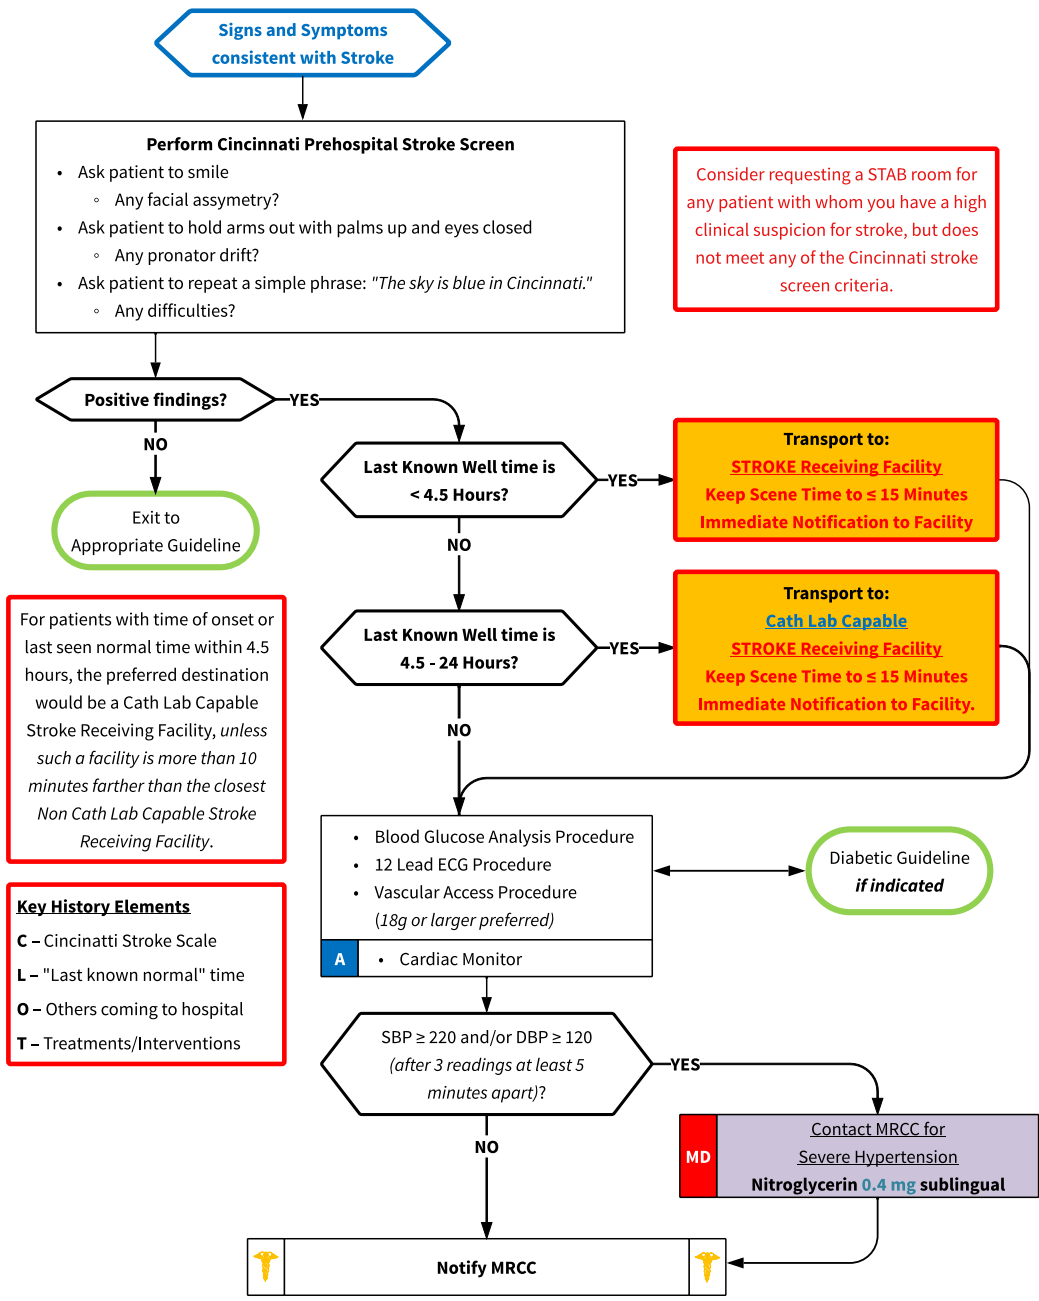 Signs and Symptoms
consistent with Stroke
Perform Cincinnati Prehospital Stroke Screen
• Ask patient to smile
◦ Any facial assymetry?
• Ask patient to hold arms out with palms up and eyes closed
◦ Any pronator drift?
• Ask patient to repeat a simple phrase: "The sky is blue in Cincinnati."
◦ Any difficulties?
Consider requesting a STAB room for
any patient with whom you have a high
clinical suspicion for stroke, but does
not meet any of the Cincinnati stroke
screen criteria.
Positive findings?
YES
NO
Exit to
Appropriate Guideline
Last Known Well time is
< 4.5 Hours?
YES
NO
Transport to:
STROKE Receiving Facility
Keep Scene Time to ≤ 15 Minutes
Immediate Notification to Facility
Last Known Well time is
4.5 - 24 Hours?
YES
NO
Transport to:
Cath Lab Capable
STROKE Receiving Facility
Keep Scene Time to ≤ 15 Minutes
Immediate Notification to Facility.
For patients with time of onset or
last seen normal time within 4.5
hours, the preferred destination
would be a Cath Lab Capable
Stroke Receiving Facility, unless
such a facility is more than 10
minutes farther than the closest
Non Cath Lab Capable Stroke
Receiving Facility.
Key History Elements
C – Cincinatti Stroke Scale
L – "Last known normal" time
O – Others coming to hospital
T – Treatments/Interventions
• Blood Glucose Analysis Procedure
• 12 Lead ECG Procedure
• Vascular Access Procedure
(18g or larger preferred)
A • Cardiac Monitor
Diabetic Guideline
if indicated
SBP ≥ 220 and/or DBP ≥ 120
(after 3 readings at least 5
minutes apart)?
YES
NO
MD
Contact MRCC for
Severe Hypertension
Nitroglycerin 0.4 mg sublingual
Notify MRCC